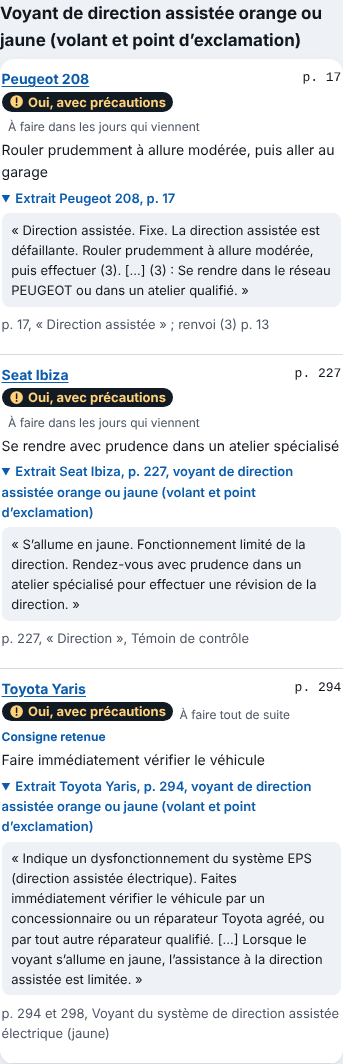 Voyant de direction assistée orange ou
jaune (volant et point d’exclamation)
Peugeot 208 p. 17
! Oui, avec précautions
À faire dans les jours qui viennent
Rouler prudemment à allure modérée, puis aller au
garage
▼ Extrait Peugeot 208, p. 17
« Direction assistée. Fixe. La direction assistée est
défaillante. Rouler prudemment à allure modérée,
puis effectuer (3). […] (3) : Se rendre dans le réseau
PEUGEOT ou dans un atelier qualifié. »
p. 17, « Direction assistée » ; renvoi (3) p. 13
Seat Ibiza p. 227
! Oui, avec précautions
À faire dans les jours qui viennent
Se rendre avec prudence dans un atelier spécialisé
▼ Extrait Seat Ibiza, p. 227, voyant de direction
assistée orange ou jaune (volant et point
d’exclamation)
« S’allume en jaune. Fonctionnement limité de la
direction. Rendez-vous avec prudence dans un
atelier spécialisé pour effectuer une révision de la
direction. »
p. 227, « Direction », Témoin de contrôle
Toyota Yaris p. 294
! Oui, avec précautions À faire tout de suite
Consigne retenue
Faire immédiatement vérifier le véhicule
▼ Extrait Toyota Yaris, p. 294, voyant de direction
assistée orange ou jaune (volant et point
d’exclamation)
« Indique un dysfonctionnement du système EPS
(direction assistée électrique). Faites
immédiatement vérifier le véhicule par un
concessionnaire ou un réparateur Toyota agréé, ou
par tout autre réparateur qualifié. […] Lorsque le
voyant s’allume en jaune, l’assistance à la direction
assistée est limitée. »
p. 294 et 298, Voyant du système de direction assistée
électrique (jaune)